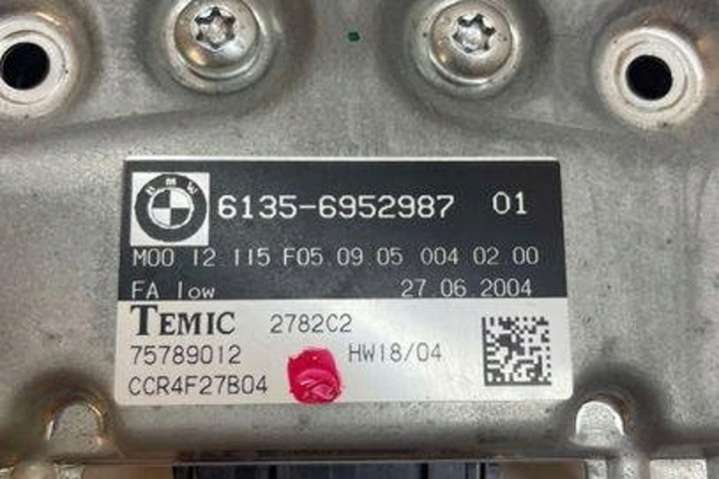 BMW
6135-6952987 01
M00 12 115 F05 09 05 004 02 00
FA low 27.06.2004
TEMIC 2782C2
75789012 HW18/04
CCR4F27B04